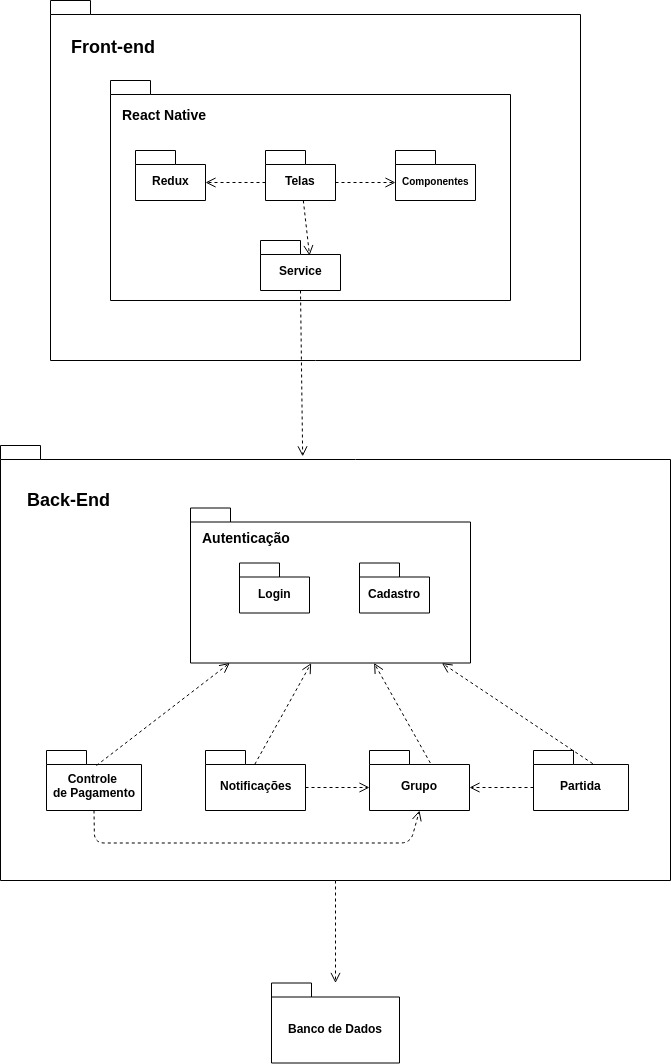 Front-end
React Native
Redux
Telas
Componentes
Service
Back-End
Autenticação
Login
Cadastro
Controle
de Pagamento
Notificações
Grupo
Partida
Banco de Dados